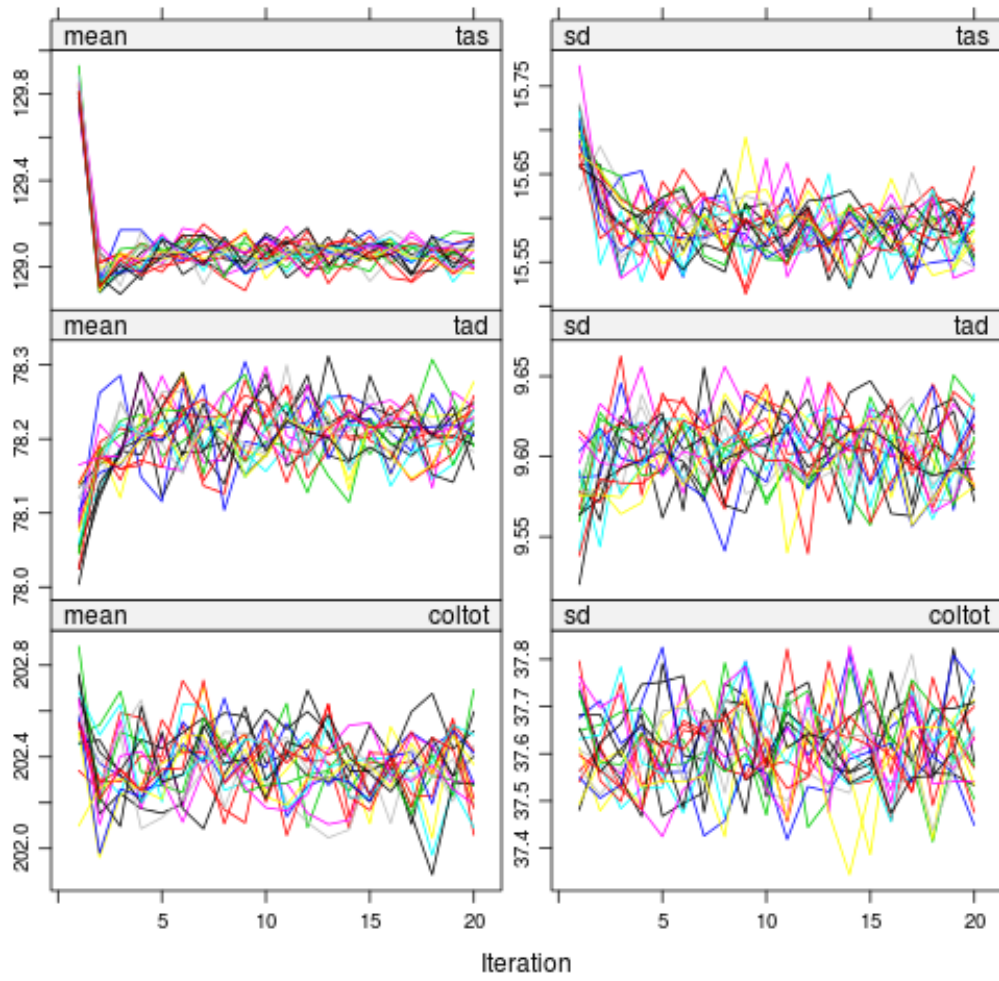 mean tas
sd tas
129.8
129.4
129.0
15.75
15.65
15.55
mean tad
sd tad
78.3
78.2
78.1
78.0
9.65
9.60
9.55
mean coltot
sd coltot
202.8
202.4
202.0
37.8
37.7
37.6
37.5
37.4
5 10 15 20
5 10 15 20
Iteration